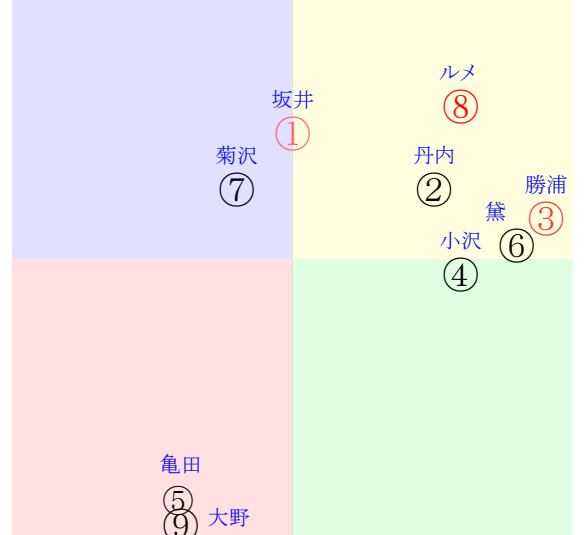 ルメ
⑧
坂井
①
菊沢
⑦
丹内
②
勝浦
③
黛
⑥
小沢
④
亀田
⑤
大野
⑨